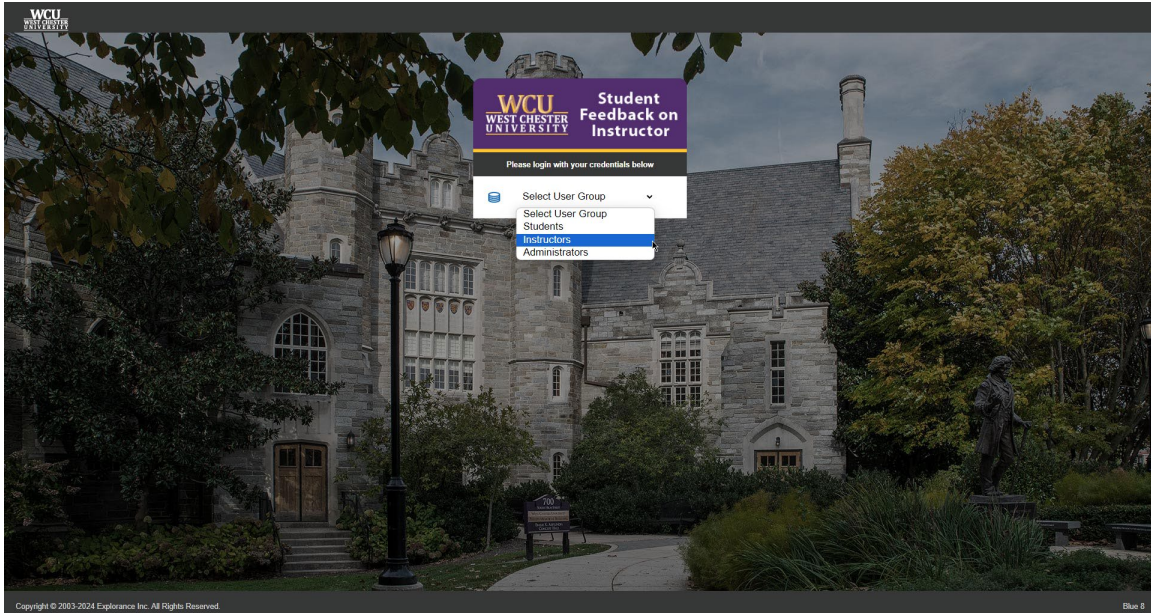 WCU
WEST CHESTER
UNIVERSITY
WCU
WEST CHESTER
UNIVERSITY
Student
Feedback on
Instructor
Please login with your credentials below
Select User Group
Select User Group
Students
Instructors
Administrators
700
Copyright © 2003-2024 Explorance Inc. All Rights Reserved.
Blue 8